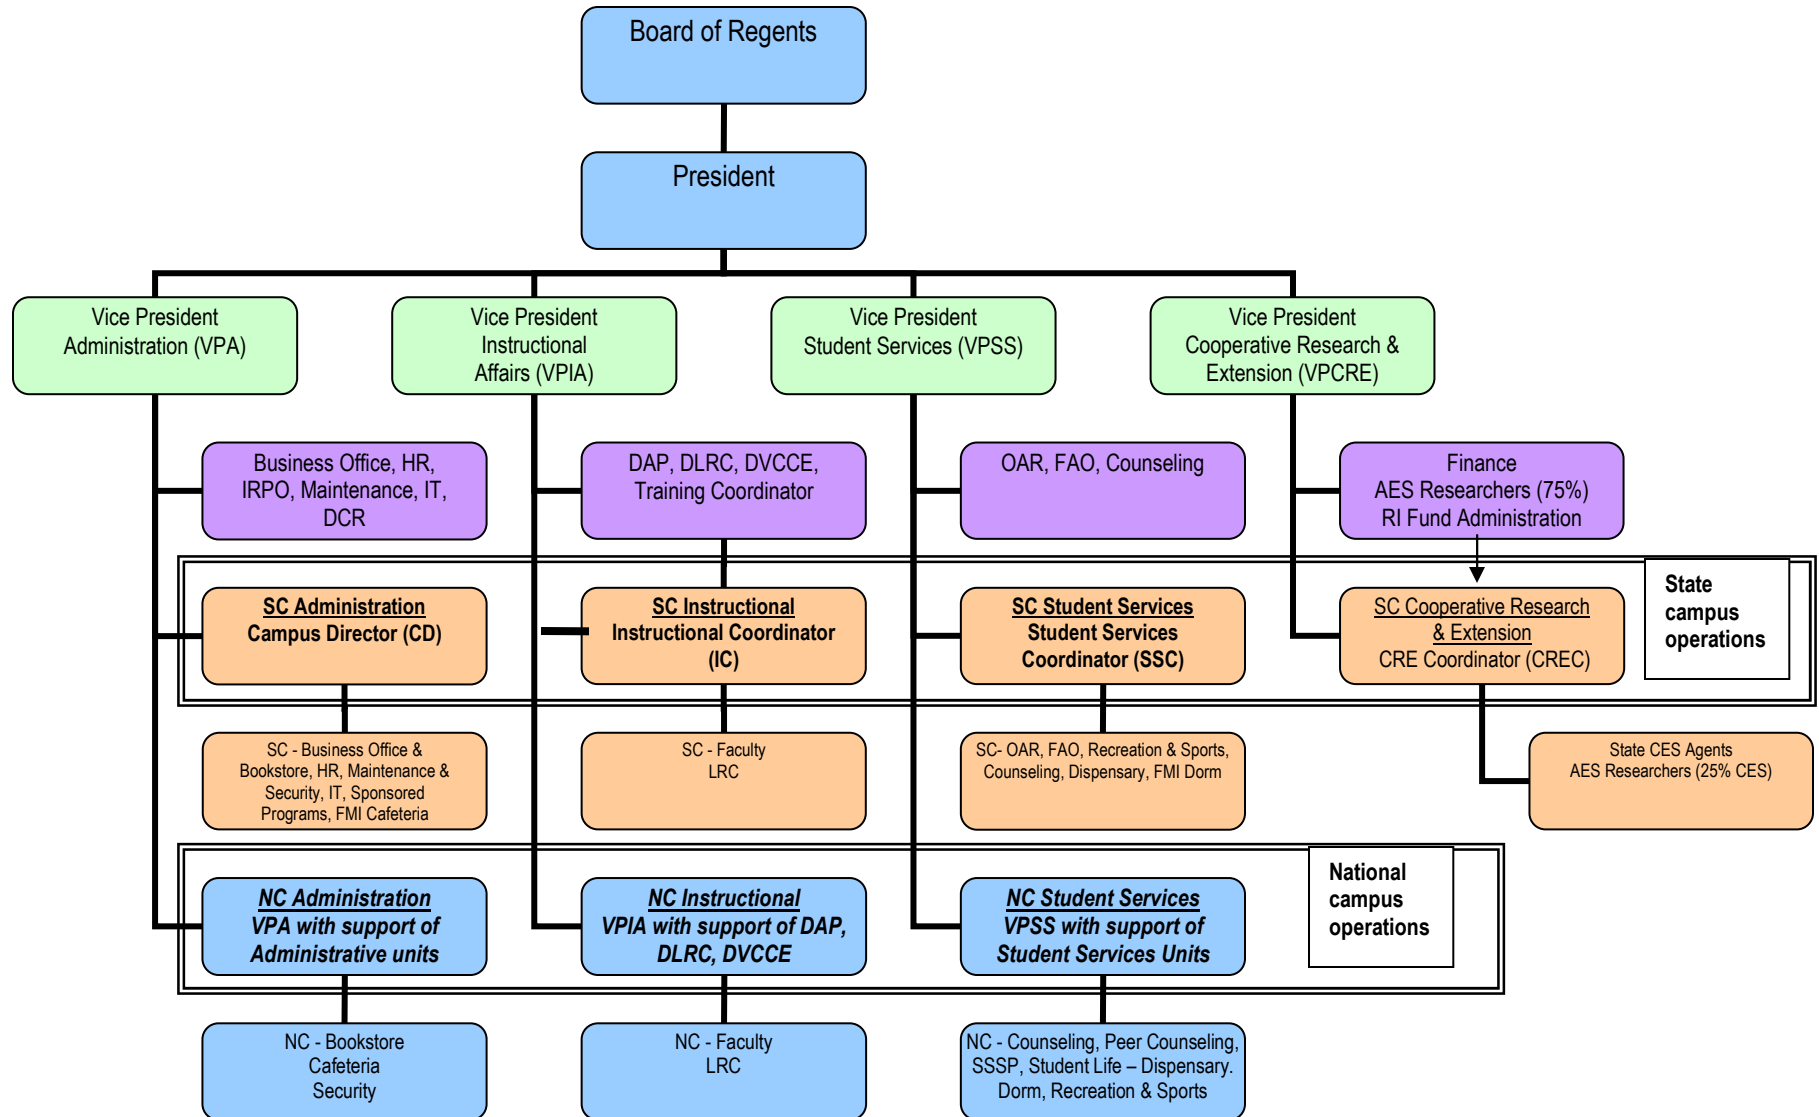 Board of Regents
President
Vice President
Administration (VPA)
Vice President
Instructional
Affairs (VPIA)
Vice President
Student Services (VPSS)
Vice President
Cooperative Research &
Extension (VPCRE)
Business Office, HR,
IRPO, Maintenance, IT,
DCR
DAP, DLRC, DVCCE,
Training Coordinator
OAR, FAO, Counseling
Finance
AES Researchers (75%)
RI Fund Administration
SC Administration
Campus Director (CD)
SC Instructional
Instructional Coordinator
(IC)
SC Student Services
Student Services
Coordinator (SSC)
SC Cooperative Research
& Extension
CRE Coordinator (CREC)
State
campus
operations
SC - Business Office &
Bookstore, HR, Maintenance &
Security, IT, Sponsored
Programs, FMI Cafeteria
SC - Faculty
LRC
SC- OAR, FAO, Recreation & Sports,
Counseling, Dispensary, FMI Dorm
State CES Agents
AES Researchers (25% CES)
NC Administration
VPA with support of
Administrative units
NC Instructional
VPIA with support of DAP,
DLRC, DVCCE
NC Student Services
VPSS with support of
Student Services Units
National
campus
operations
NC - Bookstore
Cafeteria
Security
NC - Faculty
LRC
NC - Counseling, Peer Counseling,
SSSP, Student Life – Dispensary.
Dorm, Recreation & Sports